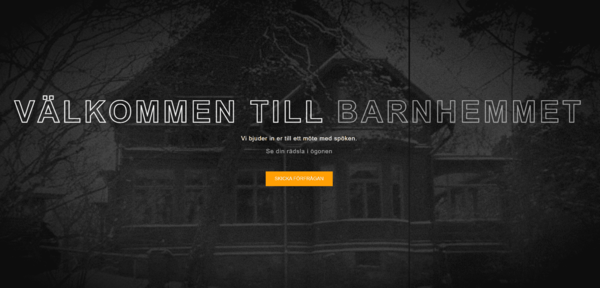 VÄLKOMMEN TILL BARNHEMMET
Vi bjuder in er till ett möte med spöken.
Se din rädsla i ögonen
SKICKA FÖRFRÅGAN